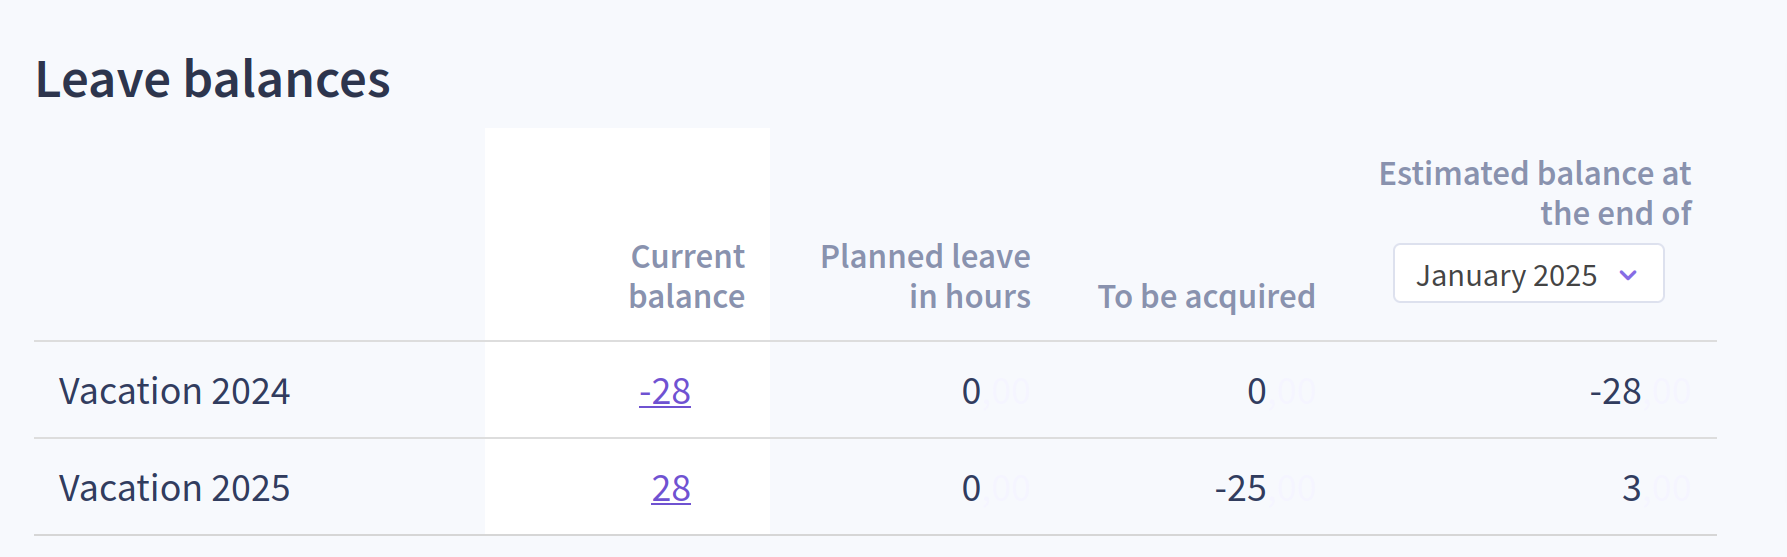 Leave balances
Estimated balance at
the end of
Current
balance
Planned leave
in hours
To be acquired
January 2025
Vacation 2024 -28 0,00 0,00 -28,00
Vacation 2025 28 0,00 -25,00 3,00